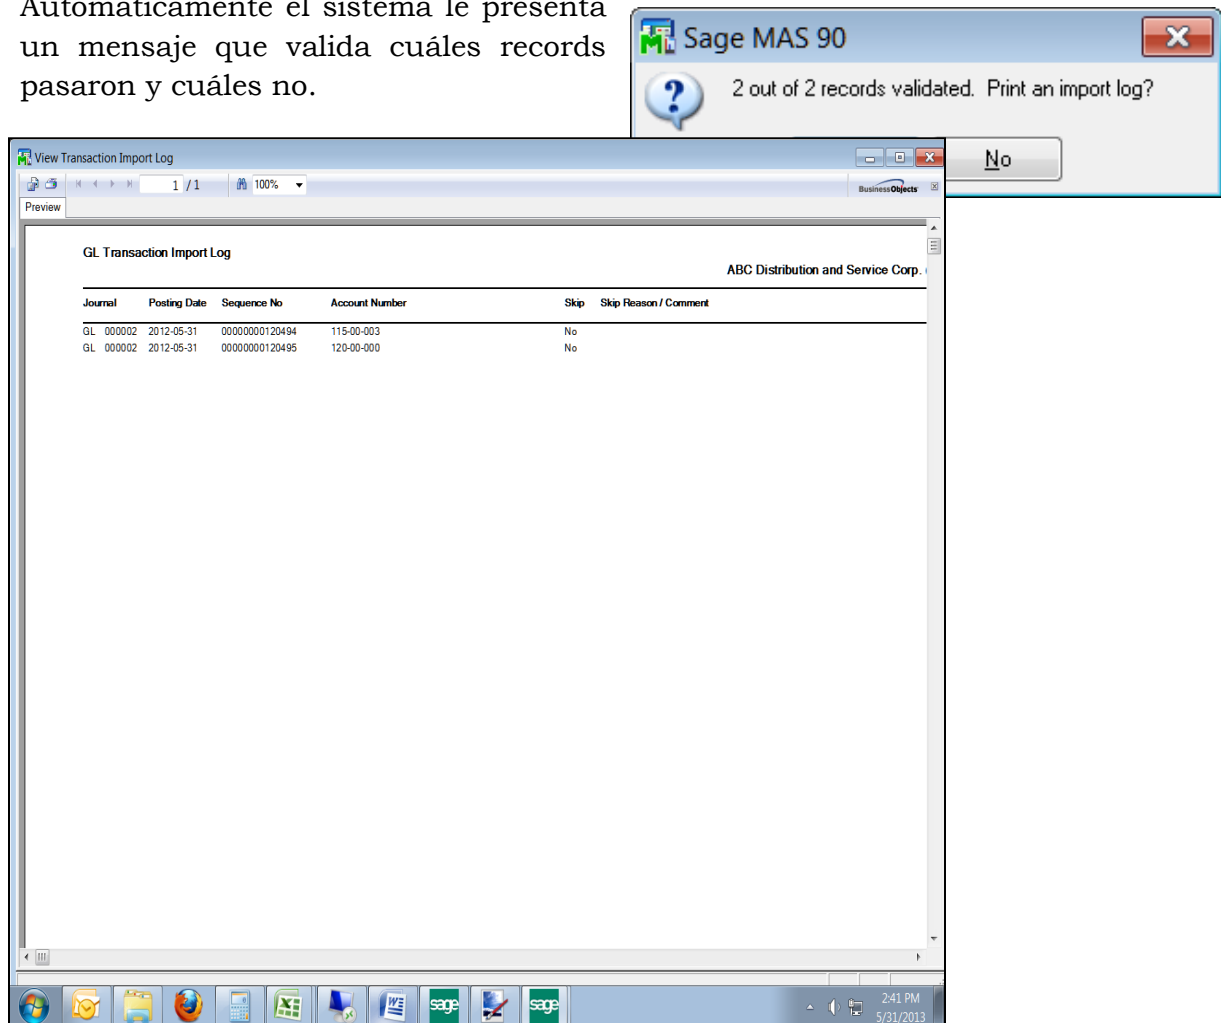 Automáticamente el sistema le presenta
un mensaje que valida cuáles records
pasaron y cuáles no.
Sage MAS 90
2 out of 2 records validated.  Print an import log?
No
View Transaction Import Log
1 / 1
100%
BusinessObjects
Preview
GL Transaction Import Log
ABC Distribution and Service Corp.
Journal Posting Date Sequence No Account Number Skip Skip Reason / Comment
GL 000002 2012-05-31 00000000120494 115-00-003 No
GL 000002 2012-05-31 00000000120495 120-00-000 No
sage
sage
2:41 PM
5/31/2013